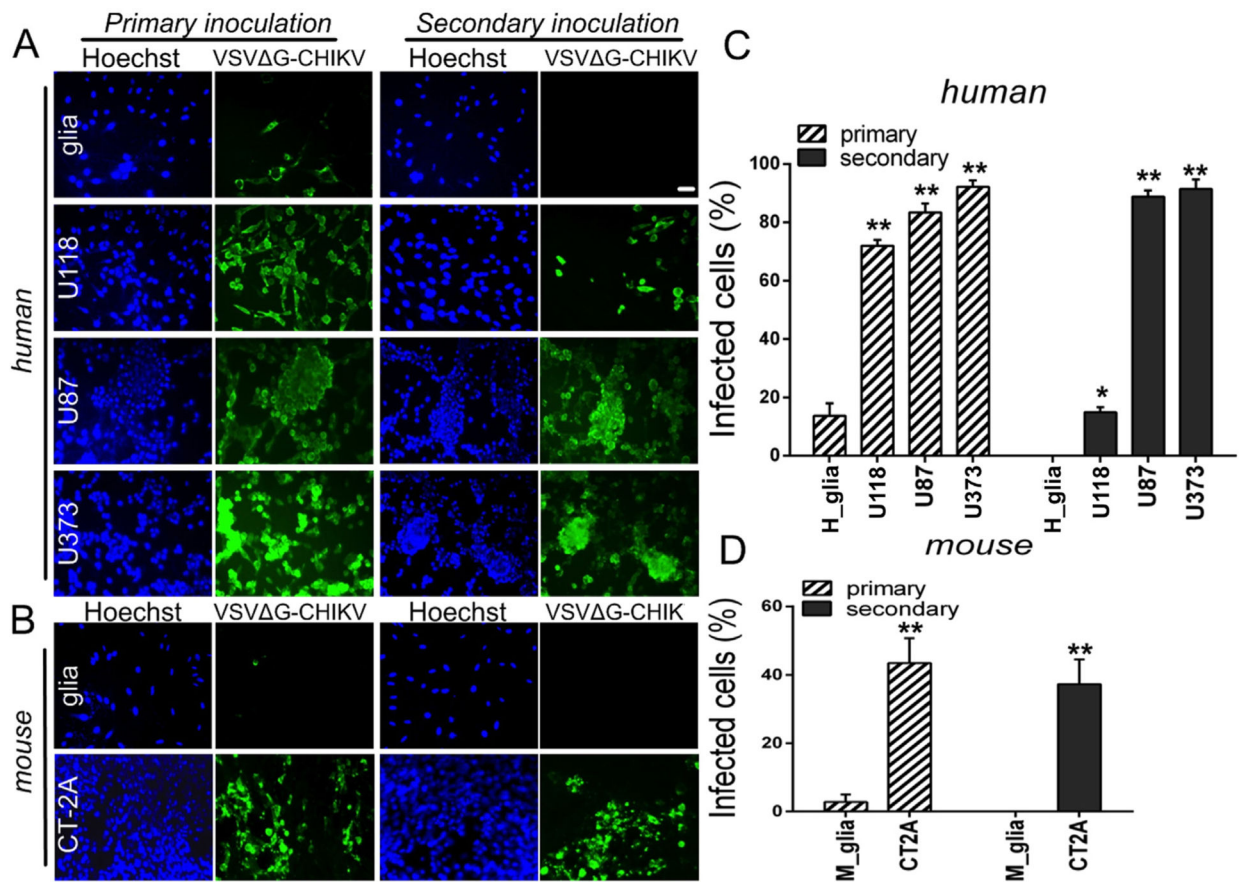 A
Primary inoculation
Secondary inoculation
Hoechst
VSVΔG-CHIKV
Hoechst
VSVΔG-CHIKV
human
glia
U118
U87
U373
B
Hoechst
VSVΔG-CHIKV
Hoechst
VSVΔG-CHIK
mouse
glia
CT-2A
C
human
primary
secondary
Infected cells (%)
100
80
60
40
20
0
**
**
**
*
**
**
H_glia
U118
U87
U373
H_glia
U118
U87
U373
D
mouse
primary
secondary
Infected cells (%)
60
40
20
0
**
**
M_glia
CT2A
M_glia
CT2A